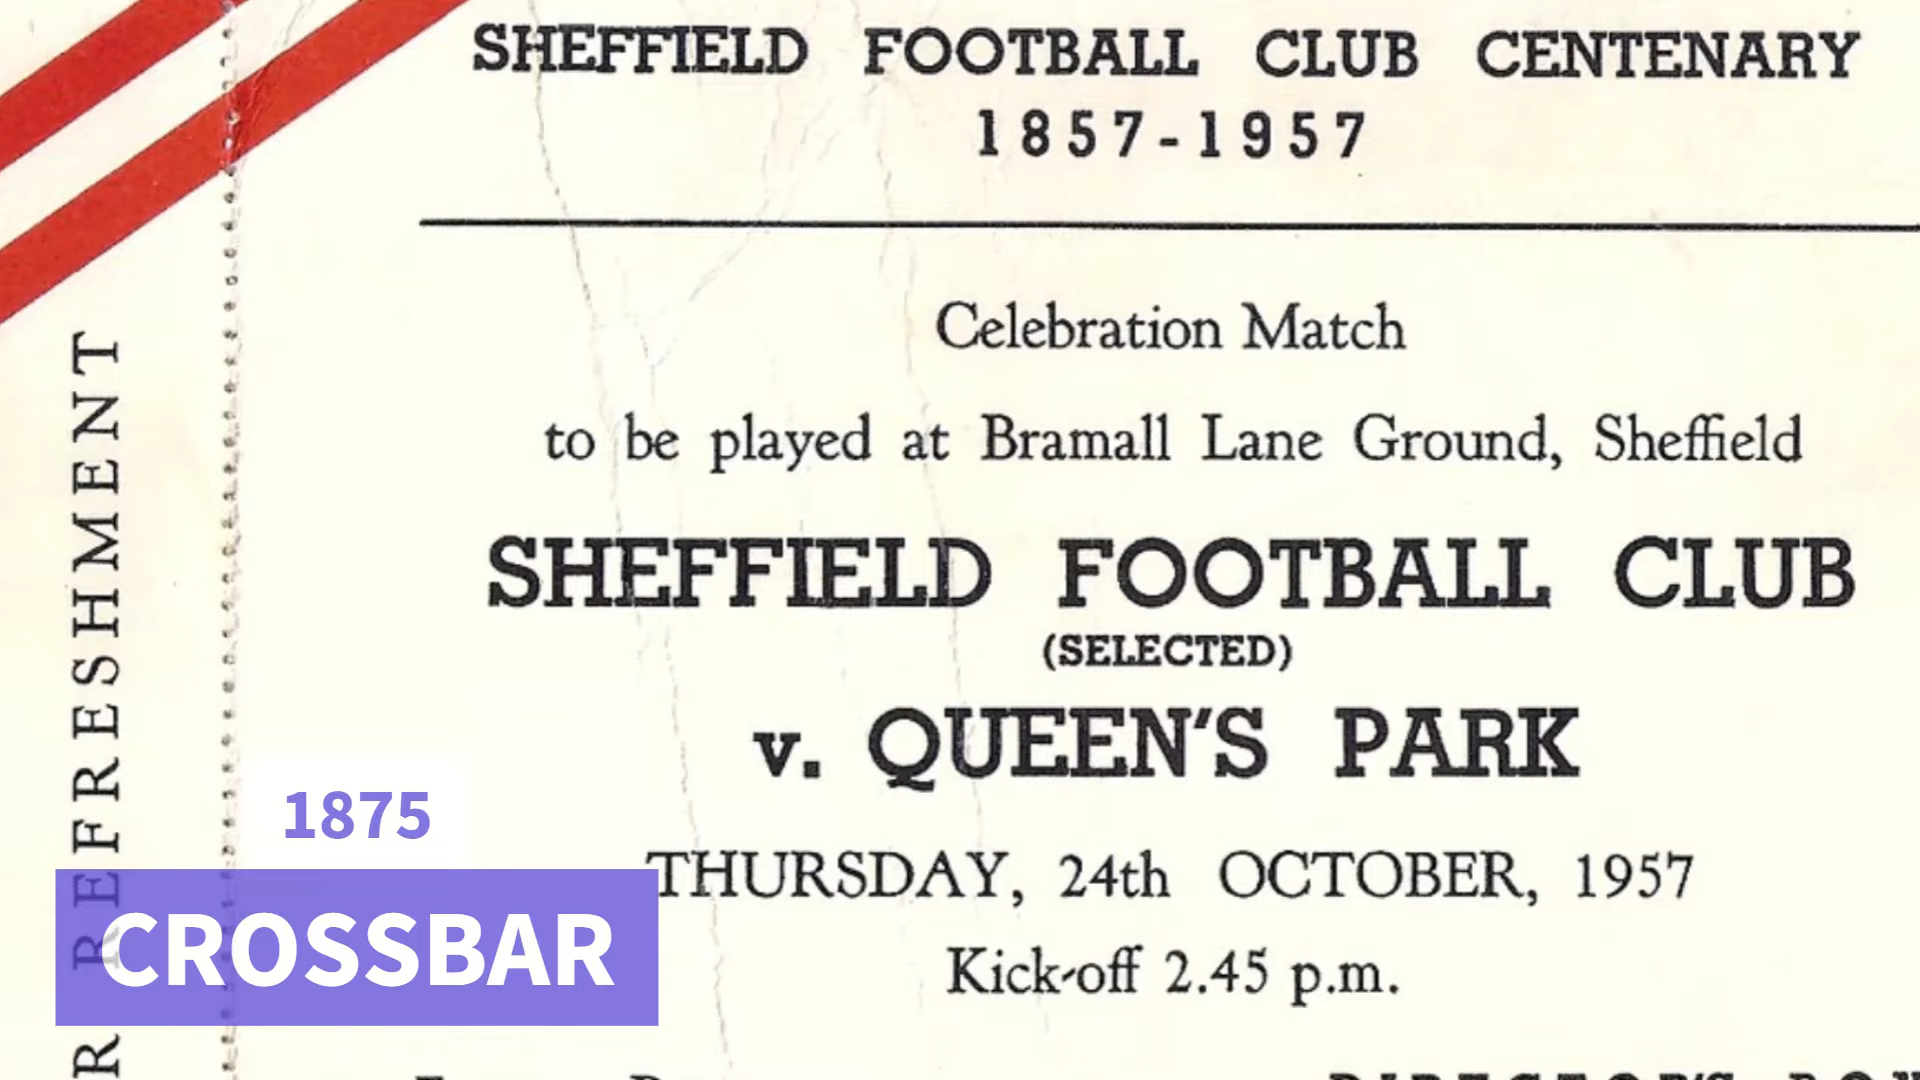 SHEFFIELD FOOTBALL CLUB CENTENARY
1857-1957
Celebration Match
to be played at Bramall Lane Ground, Sheffield
SHEFFIELD FOOTBALL CLUB
(SELECTED)
v. QUEEN'S PARK
THURSDAY, 24th OCTOBER, 1957
Kick-off 2.45 p.m.
R REFRESHMENT
1875
CROSSBAR